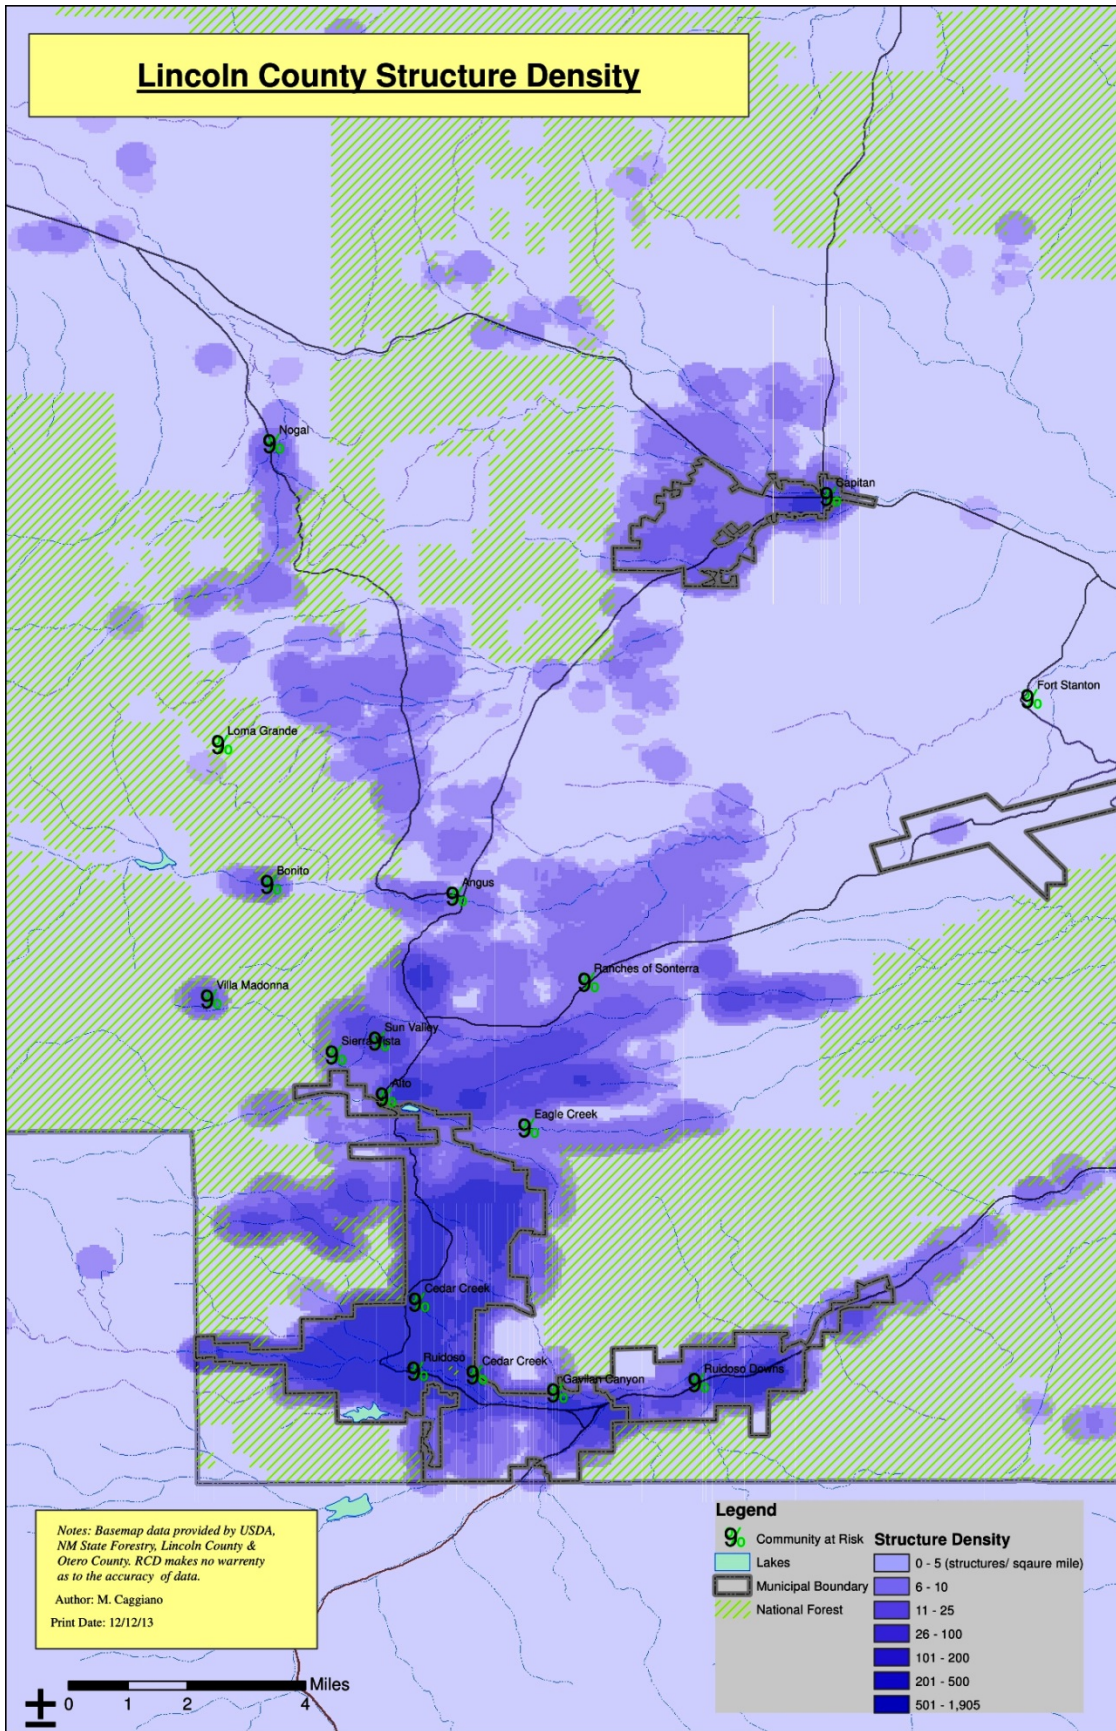 Lincoln County Structure Density
Nogal
Capitan
Fort Stanton
Loma Grande
Bonito
Angus
Ranches of Sonterra
Villa Madonna
Sun Valley
Sierra Vista
Alto
Eagle Creek
Cedar Creek
Ruidoso
Cedar Creek
Gavilan Canyon
Ruidoso Downs
Notes: Basemap data provided by USDA,
NM State Forestry, Lincoln County &
Otero County. RCD makes no warrenty
as to the accuracy of data.
Author: M. Caggiano
Print Date: 12/12/13
Miles
0 1 2 4
Legend
Community at Risk
Lakes
Municipal Boundary
National Forest
Structure Density
0 - 5 (structures/ sqaure mile)
6 - 10
11 - 25
26 - 100
101 - 200
201 - 500
501 - 1,905